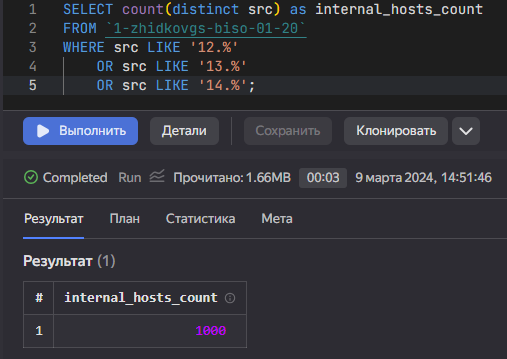 1 SELECT count(distinct src) as internal_hosts_count
2 FROM `1-zhidkovgs-biso-01-20`
3 WHERE src LIKE '12.%'
4 OR src LIKE '13.%'
5 OR src LIKE '14.%';
Выполнить Детали Сохранить Клонировать
Completed Run Прочитано: 1.66MB 00:03 9 марта 2024, 14:51:46
Результат План Статистика Мета
Результат (1)
# internal_hosts_count
1 1000